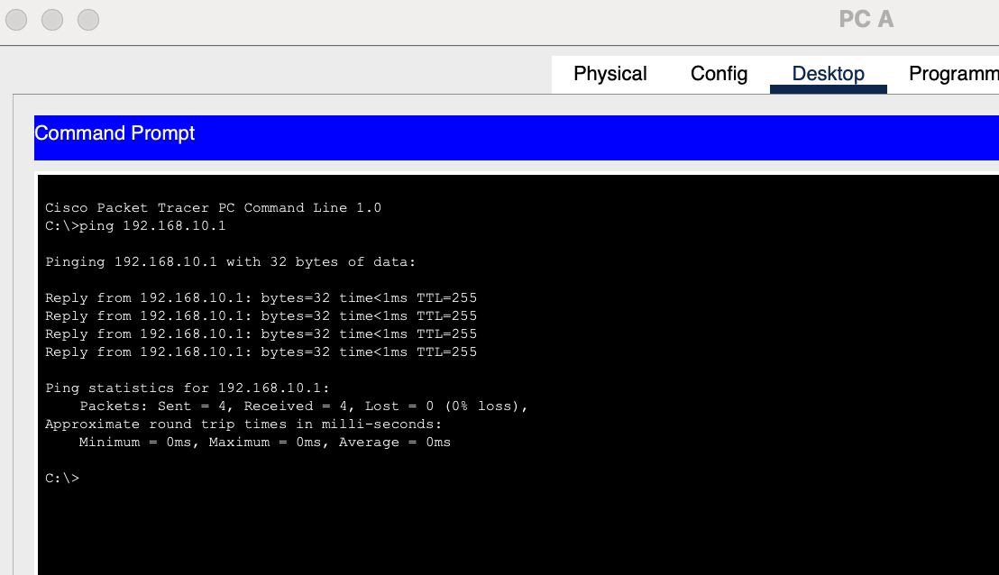 PC A
Physical Config Desktop
Command Prompt
Cisco Packet Tracer PC Command Line 1.0
C:\>ping 192.168.10.1
Pinging 192.168.10.1 with 32 bytes of data:
Reply from 192.168.10.1: bytes=32 time<1ms TTL=255
Reply from 192.168.10.1: bytes=32 time<1ms TTL=255
Reply from 192.168.10.1: bytes=32 time<1ms TTL=255
Reply from 192.168.10.1: bytes=32 time<1ms TTL=255
Ping statistics for 192.168.10.1:
    Packets: Sent = 4, Received = 4, Lost = 0 (0% loss),
Approximate round trip times in milli-seconds:
    Minimum = 0ms, Maximum = 0ms, Average = 0ms
C:\>